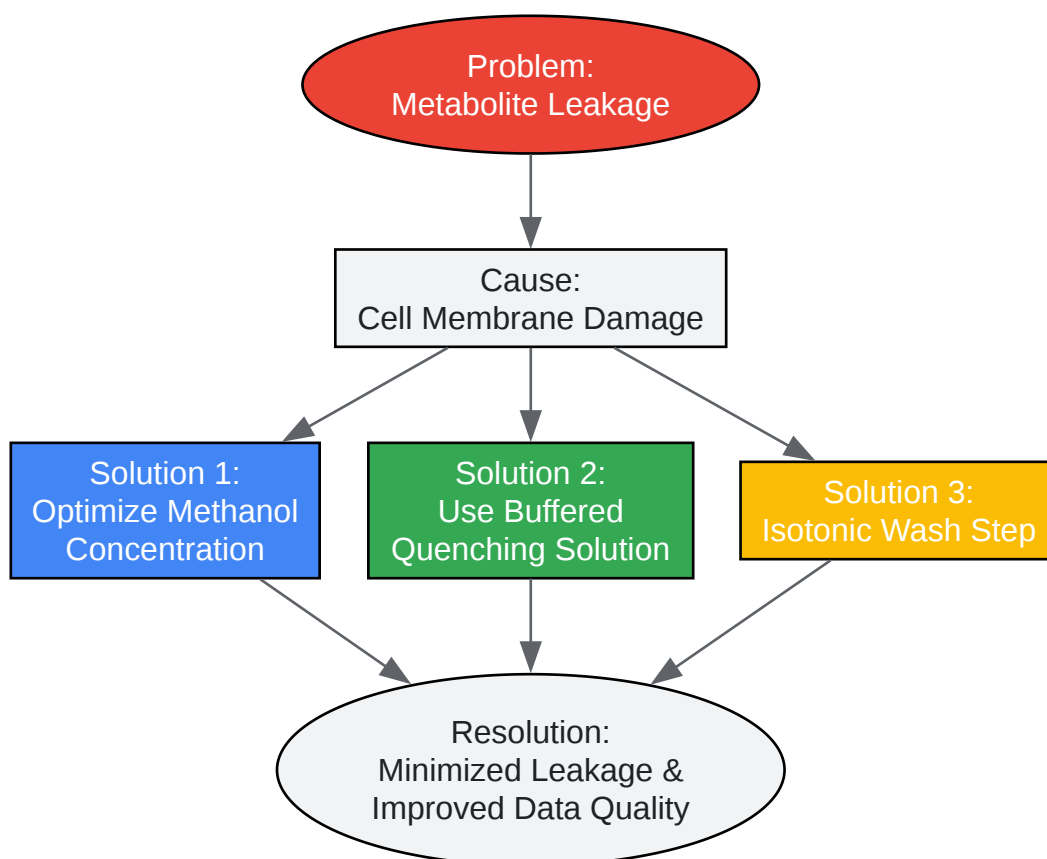 Problem:
Metabolite Leakage
Cause:
Cell Membrane Damage
Solution 1:
Optimize Methanol
Concentration
Solution 2:
Use Buffered
Quenching Solution
Solution 3:
Isotonic Wash Step
Resolution:
Minimized Leakage &
Improved Data Quality